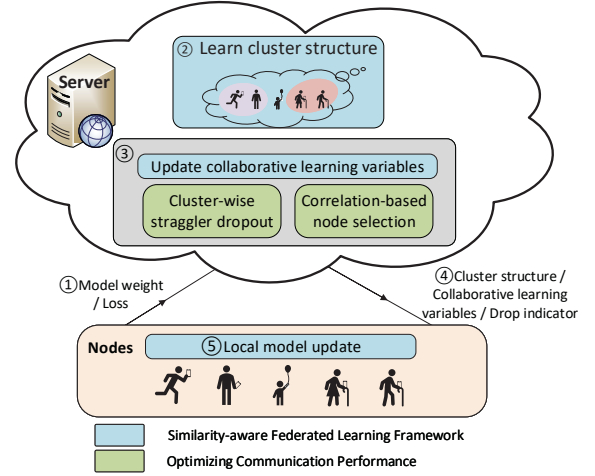 ② Learn cluster structure
Server
③
Update collaborative learning variables
Cluster-wise
straggler dropout
Correlation-based
node selection
①Model weight
/ Loss
④Cluster structure /
Collaborative learning
variables / Drop indicator
Nodes
⑤Local model update
Similarity-aware Federated Learning Framework
Optimizing Communication Performance